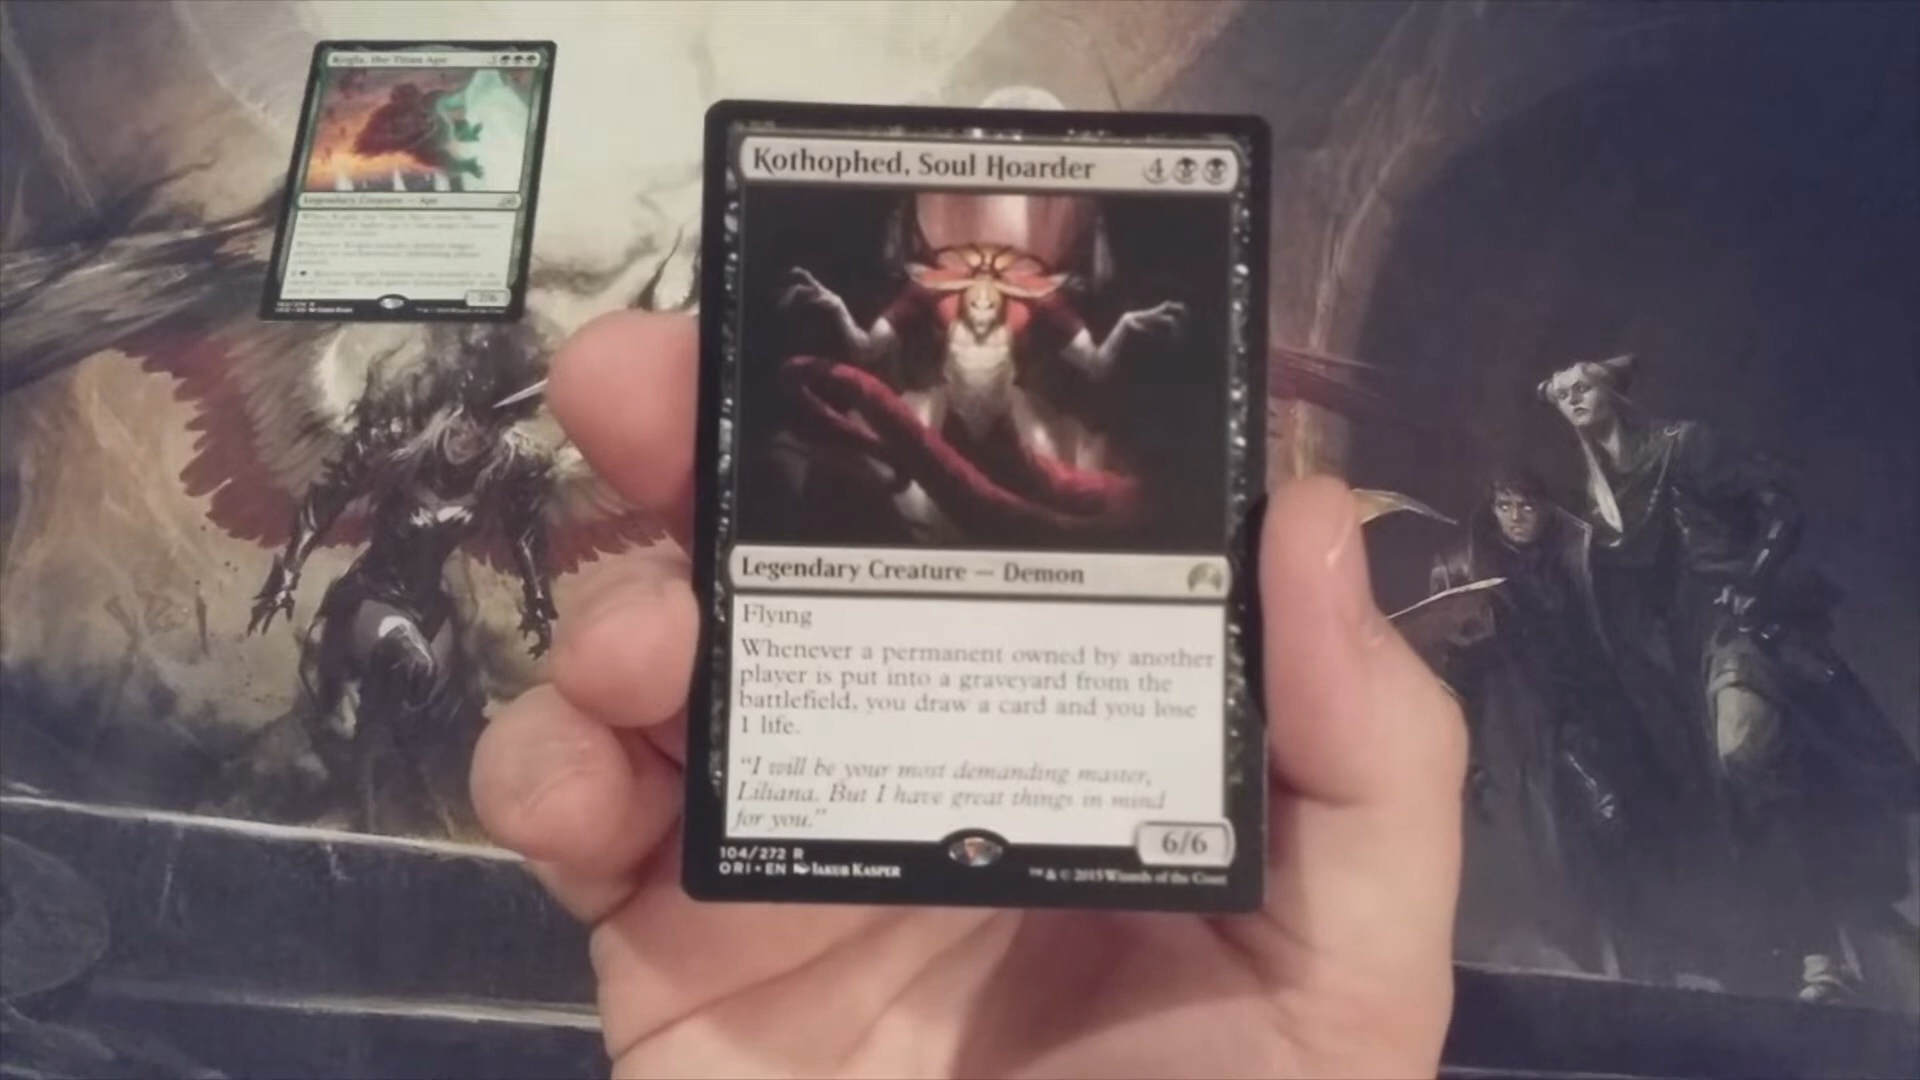 Kogla, the Titan Ape
Legendary Creature — Ape
7/6
Kothophed, Soul Hoarder 4
Legendary Creature — Demon
Flying
Whenever a permanent owned by another
player is put into a graveyard from the
battlefield, you draw a card and you lose
1 life.
"I will be your most demanding master,
Liliana. But I have great things in mind
for you."
6/6
104/272 R
ORI • EN Jakub Kasper
™ & © 2015 Wizards of the Coast